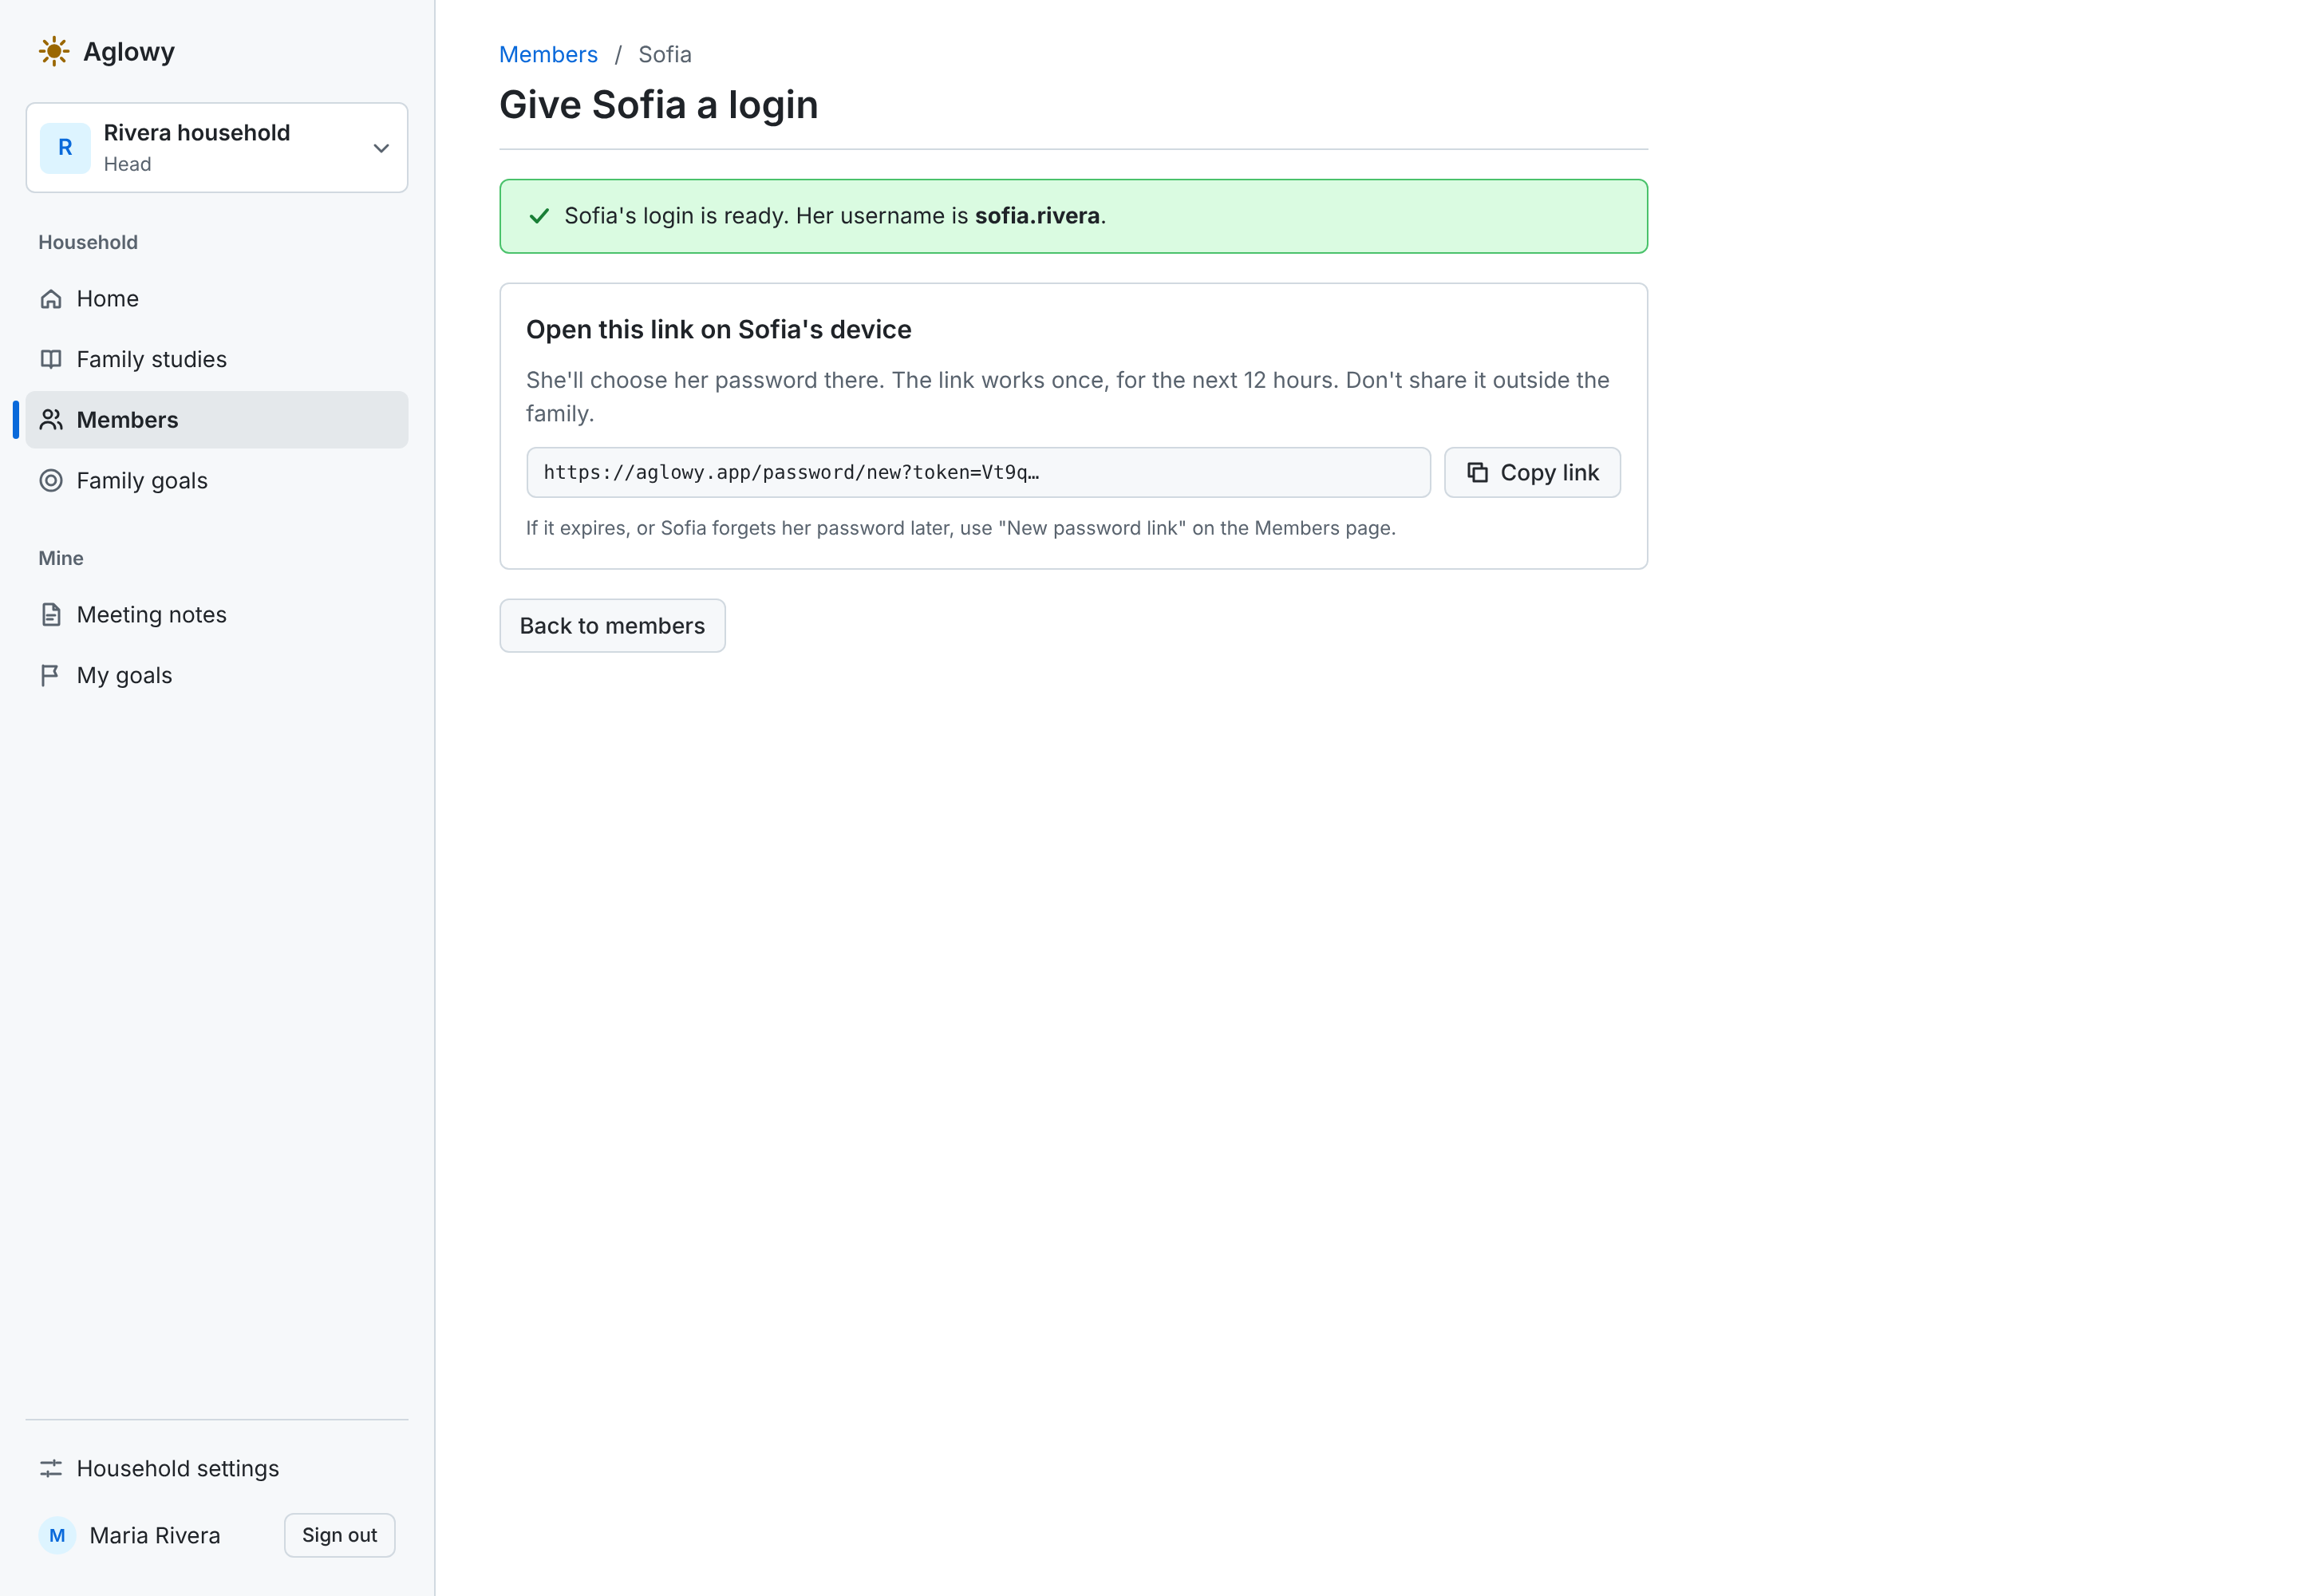 Aglowy
R
Rivera household
Head
Household
Home
Family studies
Members
Family goals
Mine
Meeting notes
My goals
Household settings
M
Maria Rivera
Sign out
Members / Sofia
Give Sofia a login
Sofia's login is ready. Her username is sofia.rivera.
Open this link on Sofia's device
She'll choose her password there. The link works once, for the next 12 hours. Don't share it outside the
family.
https://aglowy.app/password/new?token=Vt9q…
Copy link
If it expires, or Sofia forgets her password later, use "New password link" on the Members page.
Back to members